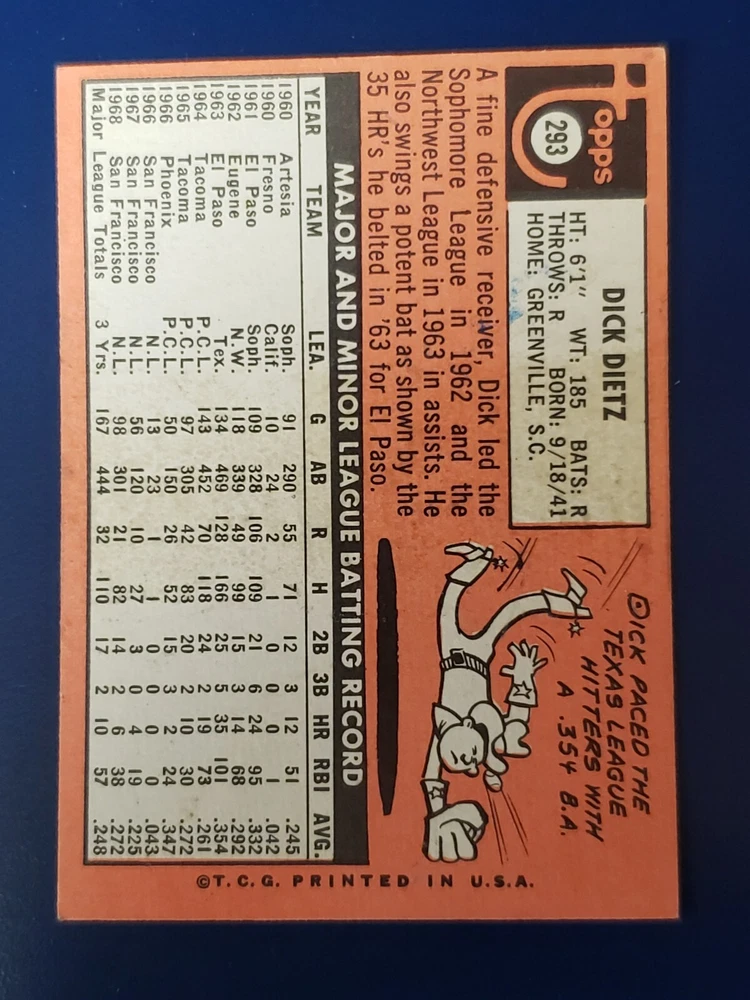 Topps
293
DICK DIETZ
HT: 6'1" WT: 185 BATS: R
THROWS: R BORN: 9/18/41
HOME: GREENVILLE, S.C.
DICK PACED THE
TEXAS LEAGUE
HITTERS WITH
A .354 B.A.
A fine defensive receiver, Dick led the
Sophomore League in 1962 and the
Northwest League in 1963 in assists. He
also swings a potent bat as shown by the
35 HR's he belted in '63 for El Paso.
MAJOR AND MINOR LEAGUE BATTING RECORD
YEAR TEAM LEA. G AB R H 2B 3B HR RBI AVG.
1960 Artesia Soph. 91 290 55 71 12 3 12 51 .245
1960 Fresno Calif. 10 24 2 1 0 0 0 1 .042
1961 El Paso Soph. 109 328 106 109 21 6 24 95 .332
1962 Eugene N.W. 118 339 49 99 15 3 14 68 .292
1963 El Paso Tex. 134 469 128 166 25 5 35 101 .354
1964 Tacoma P.C.L. 143 452 70 118 24 2 19 73 .261
1965 Tacoma P.C.L. 97 305 42 83 20 2 10 30 .272
1966 Phoenix P.C.L. 50 150 26 52 15 3 2 24 .347
1966 San Francisco N.L. 13 23 1 1 0 0 0 0 .043
1967 San Francisco N.L. 56 120 10 27 3 0 4 19 .225
1968 San Francisco N.L. 98 301 21 82 14 2 6 38 .272
Major League Totals 3 Yrs. 167 444 32 110 17 2 10 57 .248
©T.C.G. PRINTED IN U.S.A.